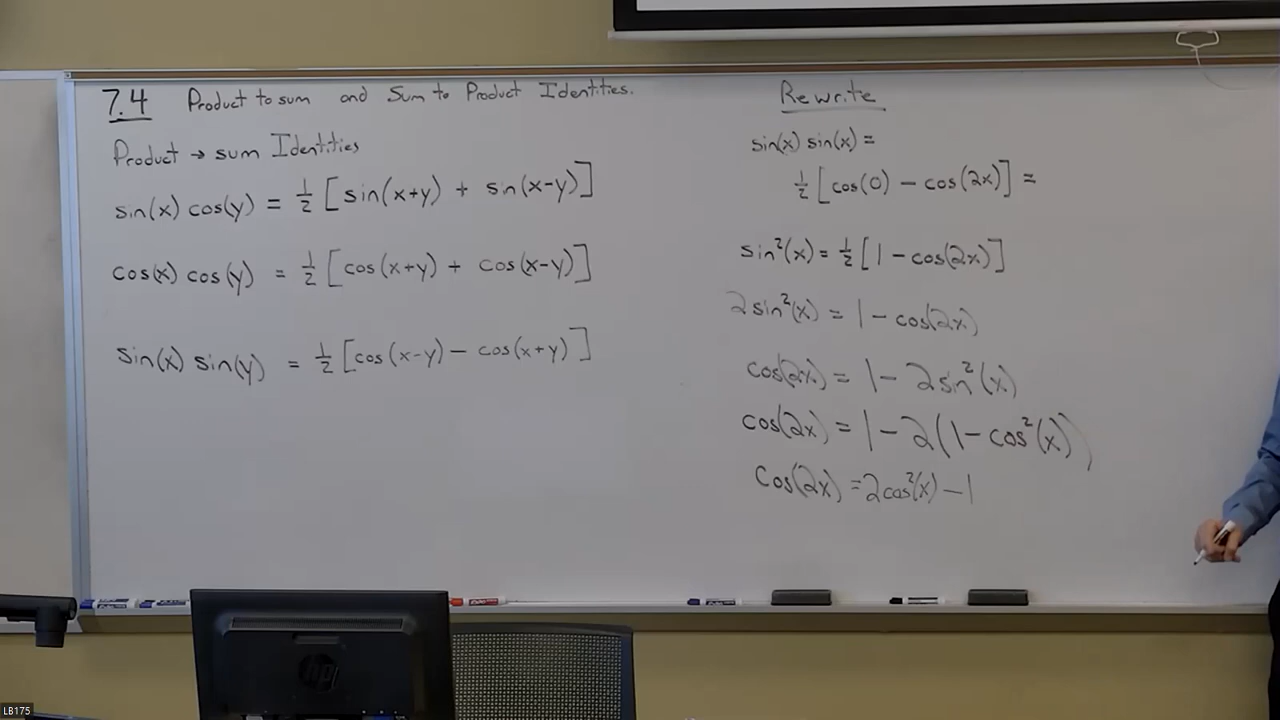 7.4 Product to sum and Sum to Product Identities.
Product → sum Identities
sin(x) cos(y) = 1/2 [sin(x+y) + sin(x-y)]
cos(x) cos(y) = 1/2 [cos(x+y) + cos(x-y)]
sin(x) sin(y) = 1/2 [cos(x-y) - cos(x+y)]
Rewrite
sin(x) sin(x) =
1/2 [cos(0) - cos(2x)] =
sin²(x) = 1/2 [1 - cos(2x)]
2sin²(x) = 1 - cos(2x)
cos(2x) = 1 - 2sin²(x)
cos(2x) = 1 - 2(1 - cos²(x))
cos(2x) = 2cos²(x) - 1
hp
LB175